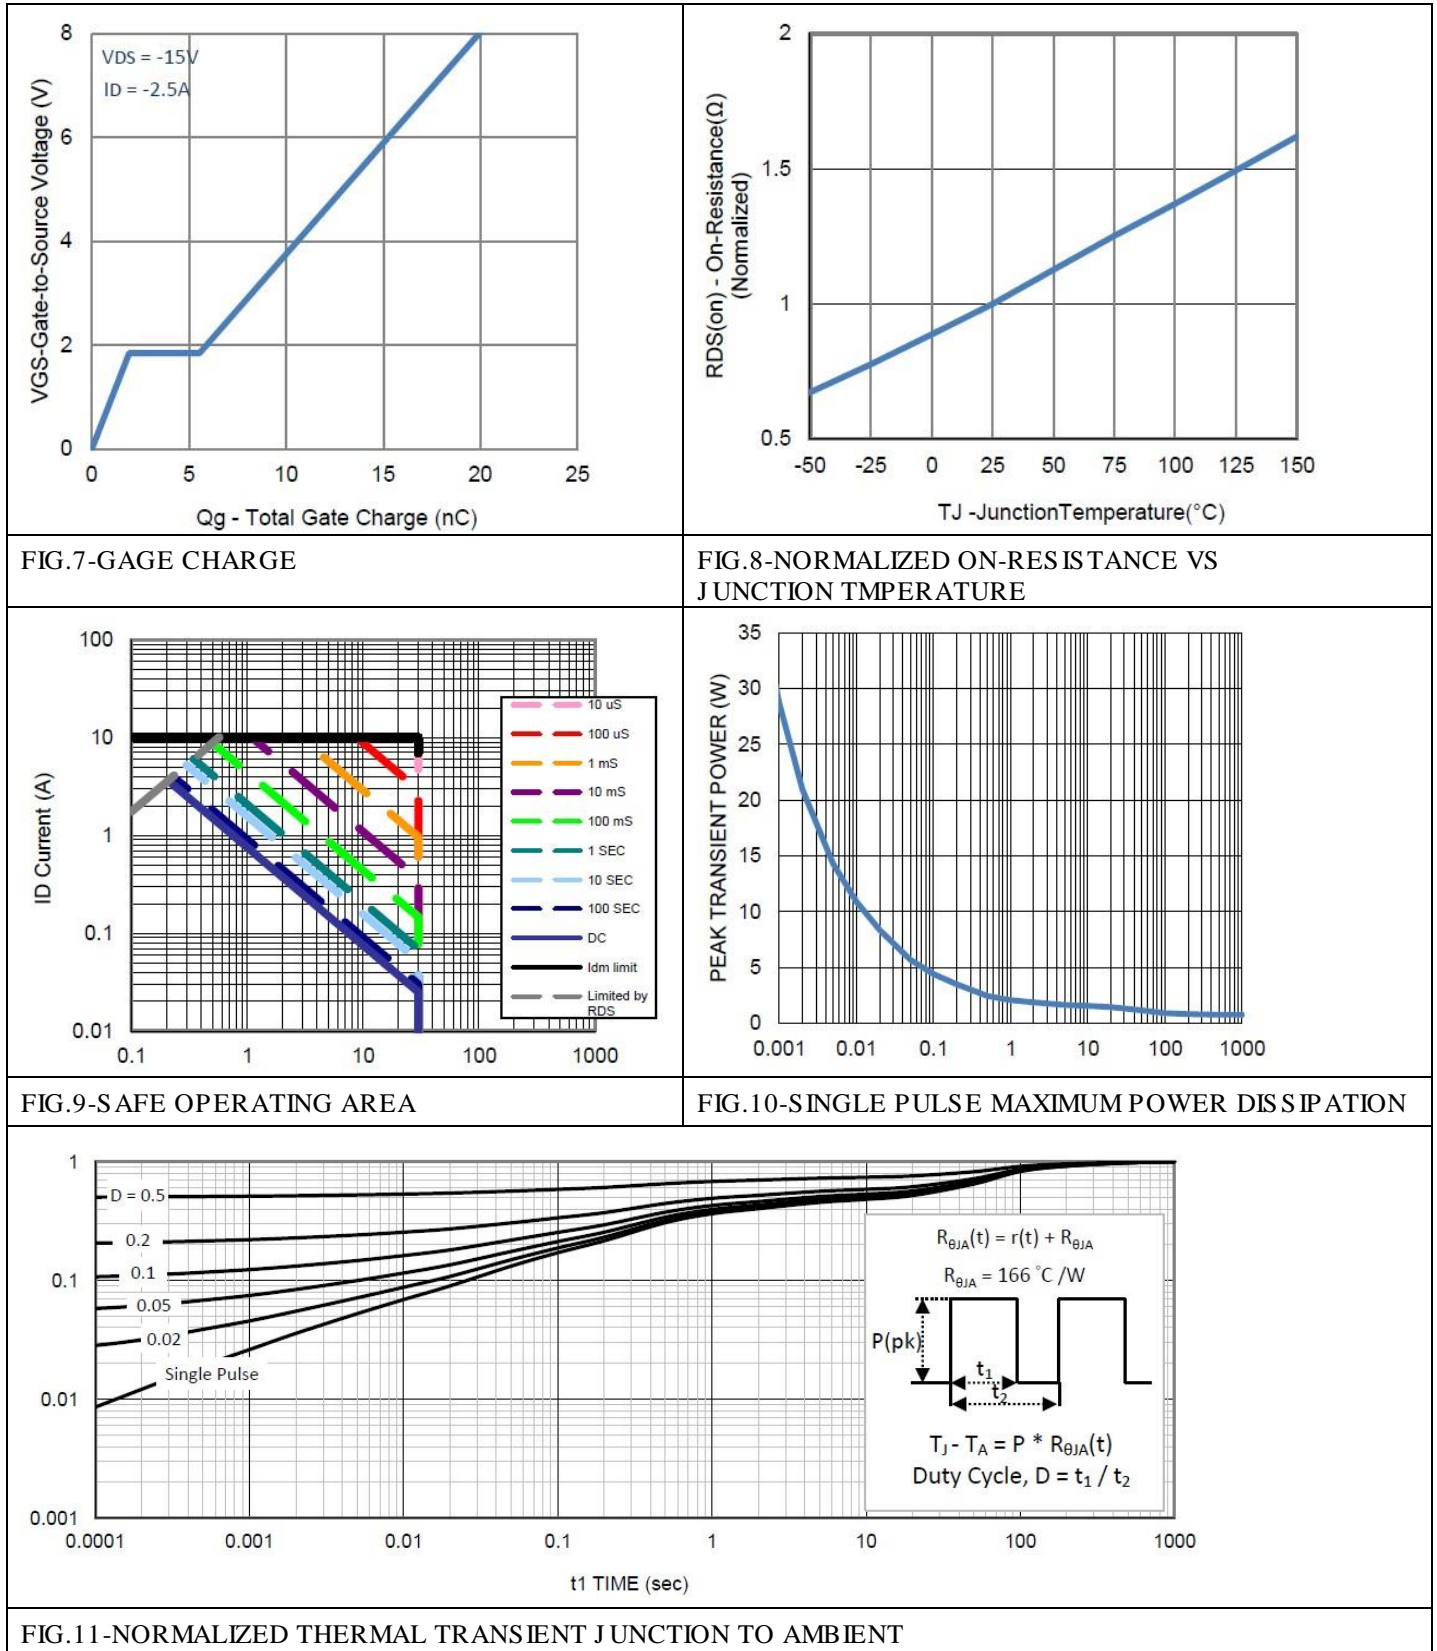 8
6
4
2
0
VGS-Gate-to-Source Voltage (V)
VDS = -15V
ID = -2.5A
0 5 10 15 20 25
Qg - Total Gate Charge (nC)
2
1.5
1
0.5
RDS(on) - On-Resistance(Ω)
(Normalized)
-50 -25 0 25 50 75 100 125 150
TJ -JunctionTemperature(°C)
FIG.7-GAGE CHARGE
FIG.8-NORMALIZED ON-RESISTANCE VS
JUNCTION TMPERATURE
100
10
1
0.1
0.01
ID Current (A)
0.1 1 10 100 1000
10 uS
100 uS
1 mS
10 mS
100 mS
1 SEC
10 SEC
100 SEC
DC
Idm limit
Limited by
RDS
35
30
25
20
15
10
5
0
PEAK TRANSIENT POWER (W)
0.001 0.01 0.1 1 10 100 1000
FIG.9-SAFE OPERATING AREA
FIG.10-SINGLE PULSE MAXIMUM POWER DISSIPATION
1
0.1
0.01
0.001
D = 0.5
0.2
0.1
0.05
0.02
Single Pulse
RθJA(t) = r(t) + RθJA
RθJA = 166 °C /W
P(pk)
t1
t2
TJ - TA = P * RθJA(t)
Duty Cycle, D = t1 / t2
0.0001 0.001 0.01 0.1 1 10 100 1000
t1 TIME (sec)
FIG.11-NORMALIZED THERMAL TRANSIENT JUNCTION TO AMBIENT